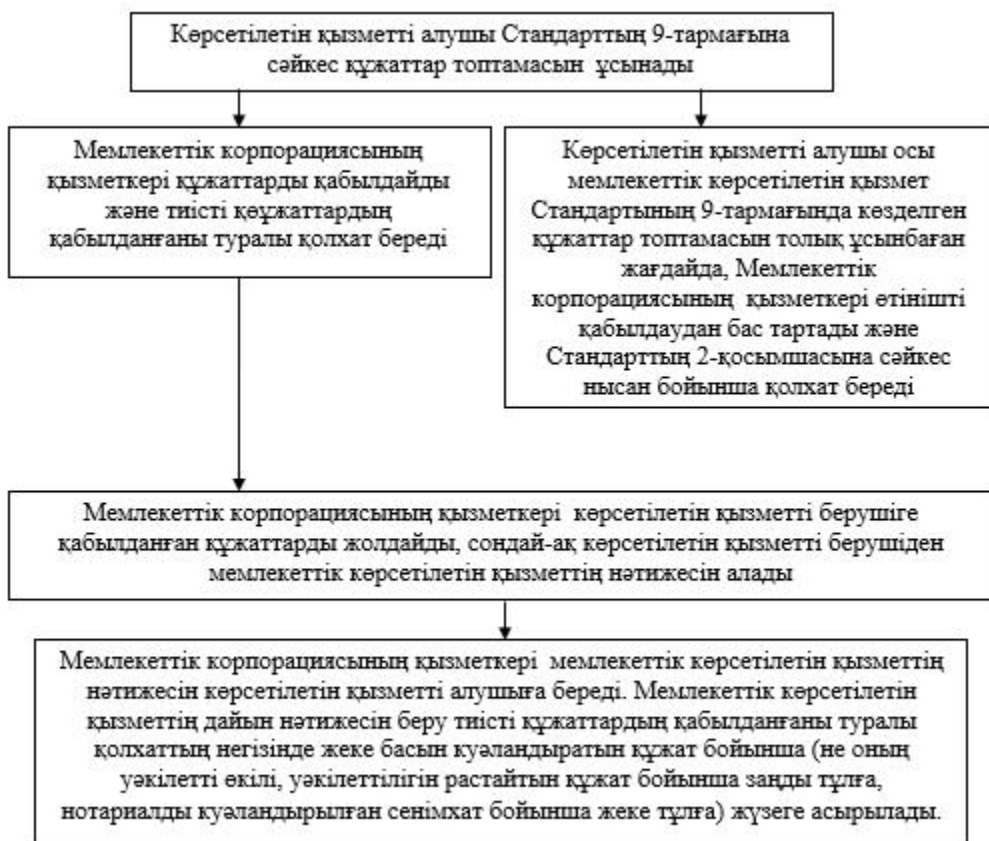 Көрсетілетін қызметті алушы Стандарттың 9-тармағына
сәйкес құжаттар топтамасын ұсынады
Мемлекеттік корпорациясының
қызметкері құжаттарды қабылдайды
және тиісті қөұжаттардың
қабылданғаны туралы қолхат береді
Көрсетілетін қызметті алушы осы
мемлекеттік көрсетілетін қызмет
Стандартының 9-тармағында көзделген
құжаттар топтамасын толық ұсынбаған
жағдайда, Мемлекеттік
корпорациясының қызметкері өтінішті
қабылдаудан бас тартады және
Стандарттың 2-қосымшасына сәйкес
нысан бойынша қолхат береді
Мемлекеттік корпорациясының қызметкері көрсетілетін қызметті берушіге
қабылданған құжаттарды жолдайды, сондай-ақ көрсетілетін қызметті берушіден
мемлекеттік көрсетілетін қызметтің нәтижесін алады
Мемлекеттік корпорациясының қызметкері мемлекеттік көрсетілетін қызметтің
нәтижесін көрсетілетін қызметті алушыға береді. Мемлекеттік көрсетілетін
қызметтің дайын нәтижесін беру тиісті құжаттардың қабылданғаны туралы
қолхаттың негізінде жеке басын куәландыратын құжат бойынша (не оның
уәкілетті өкілі, уәкілеттілігін растайтын құжат бойынша заңды тұлға,
нотариалды куәландырылған сенімхат бойынша жеке тұлға) жүзеге асырылады.